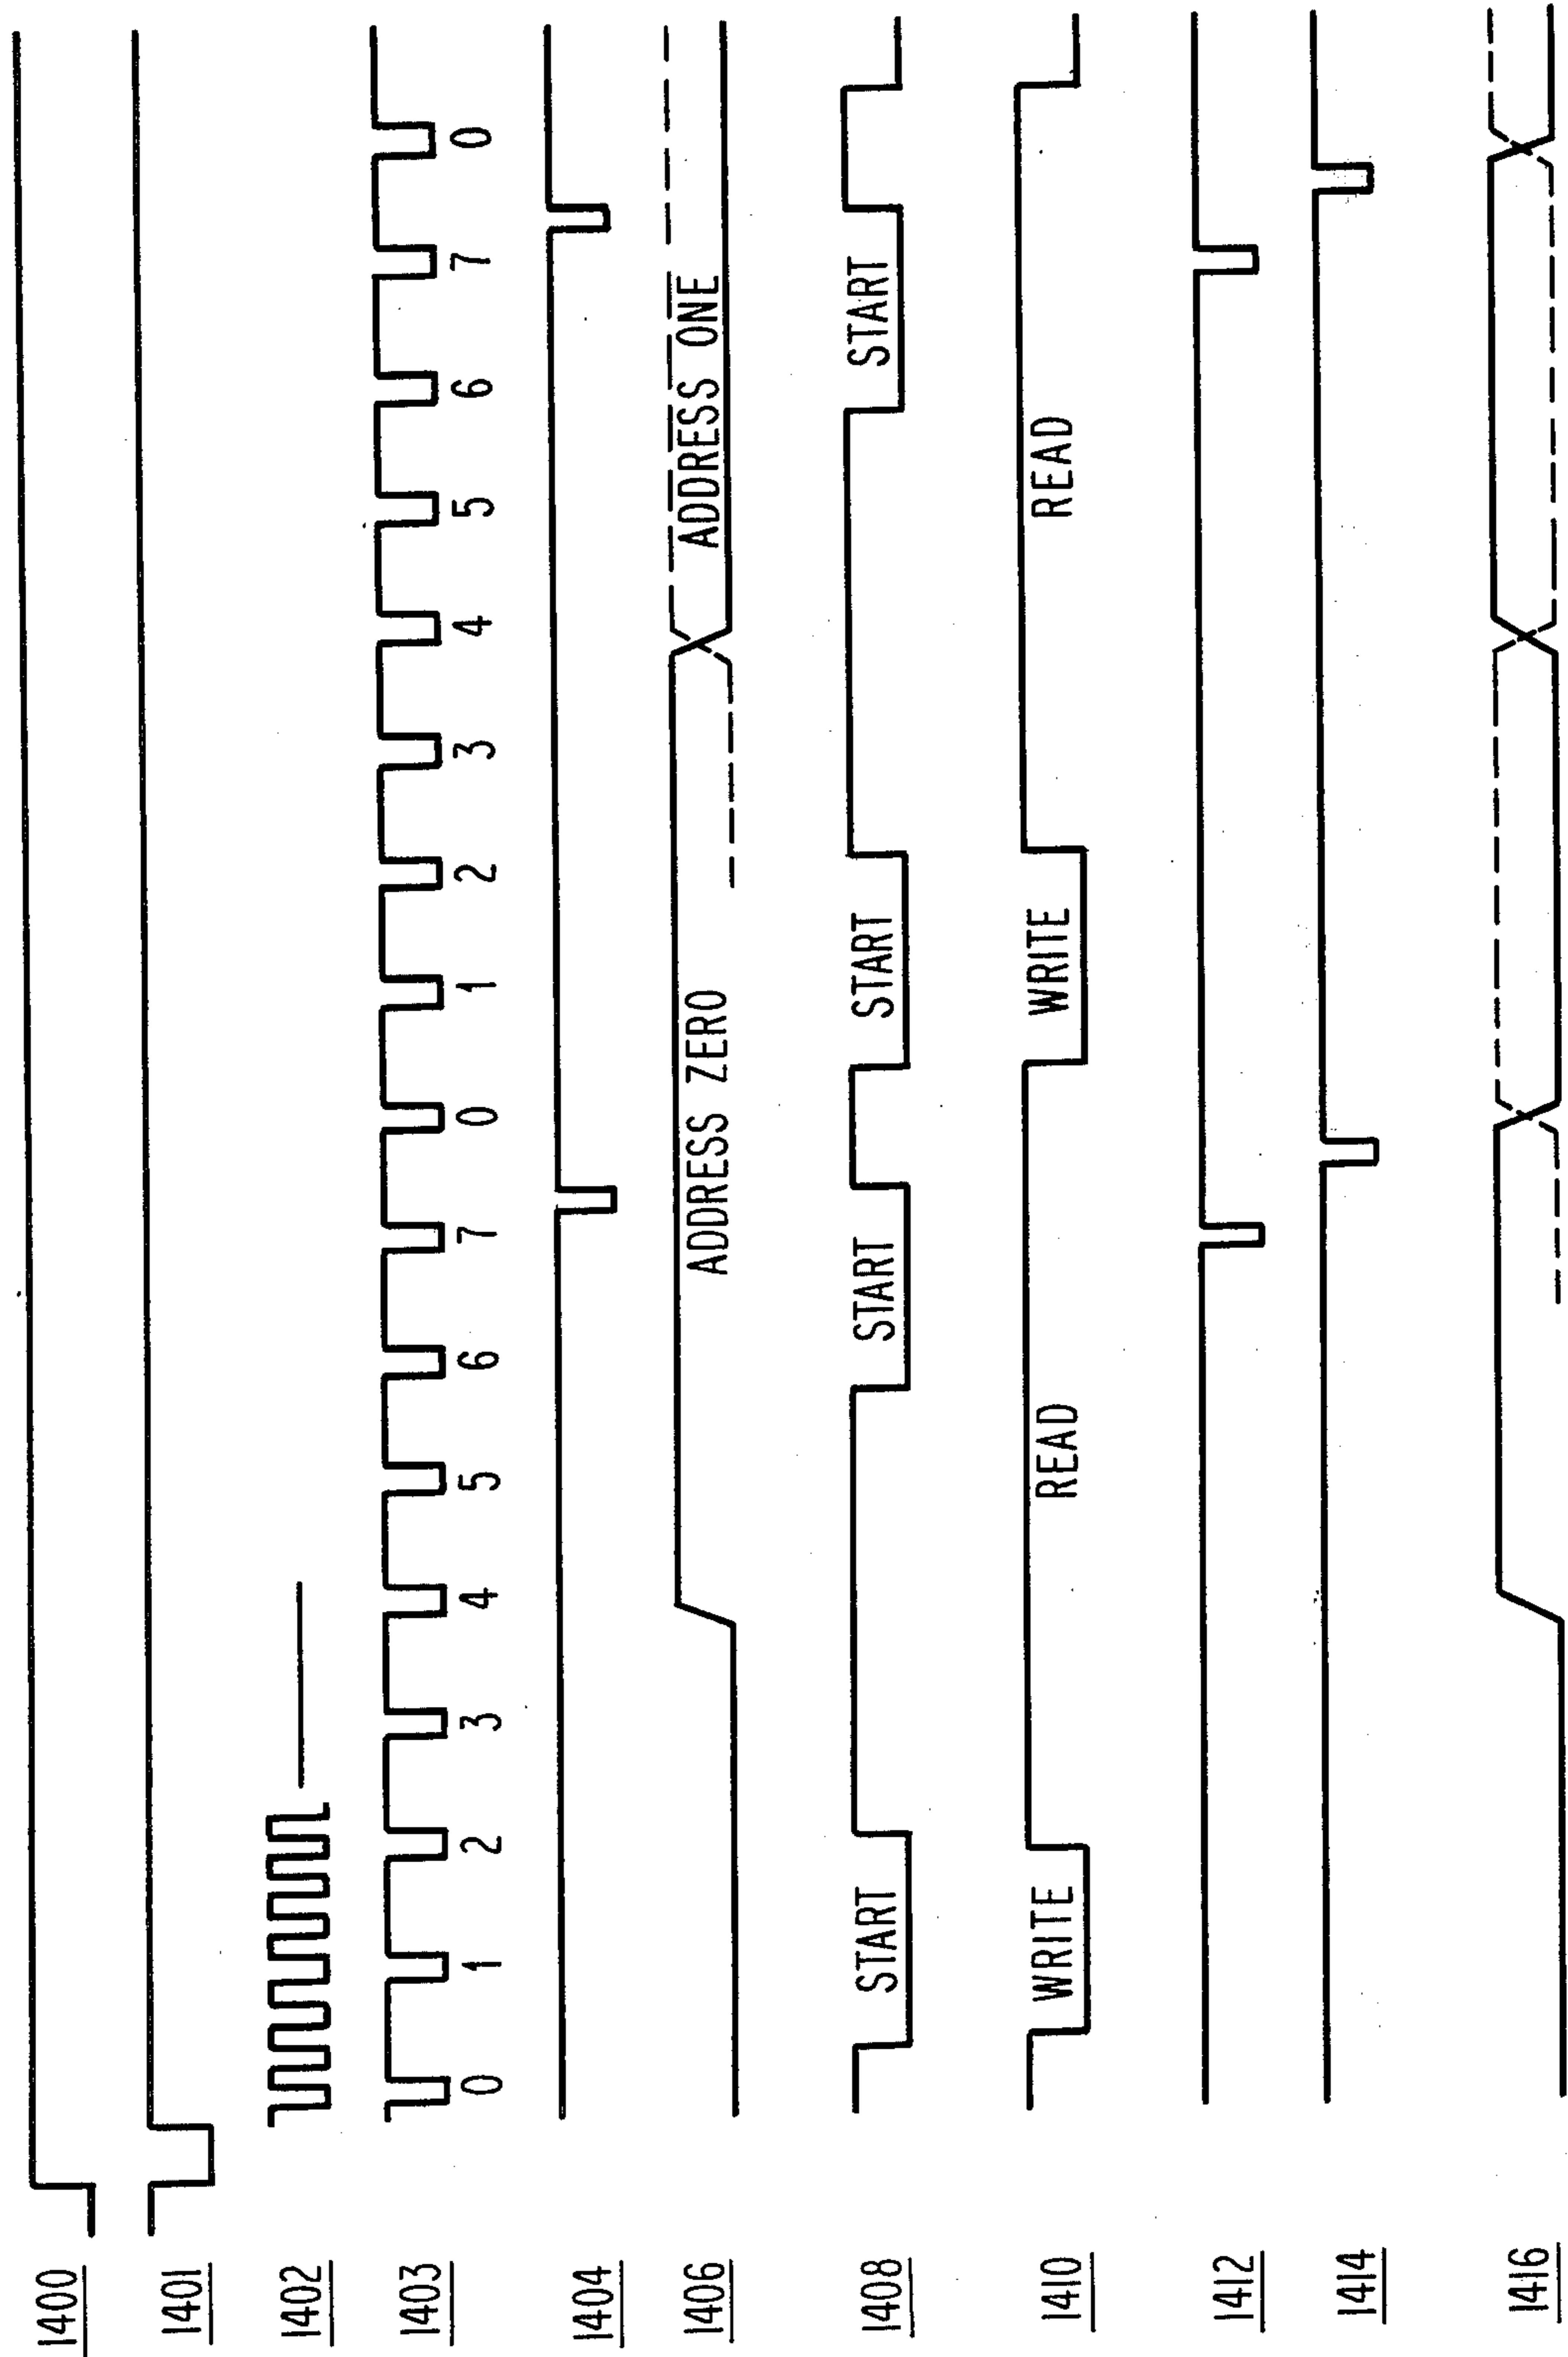 1400
1401
1402
1403
0 1 2 3 4 5 6 7 0 1 2 3 4 5 6 7 0
1404
1406
ADDRESS ZERO ADDRESS ONE
1408
START START START START
1410
WRITE READ WRITE READ
1412
1414
1416